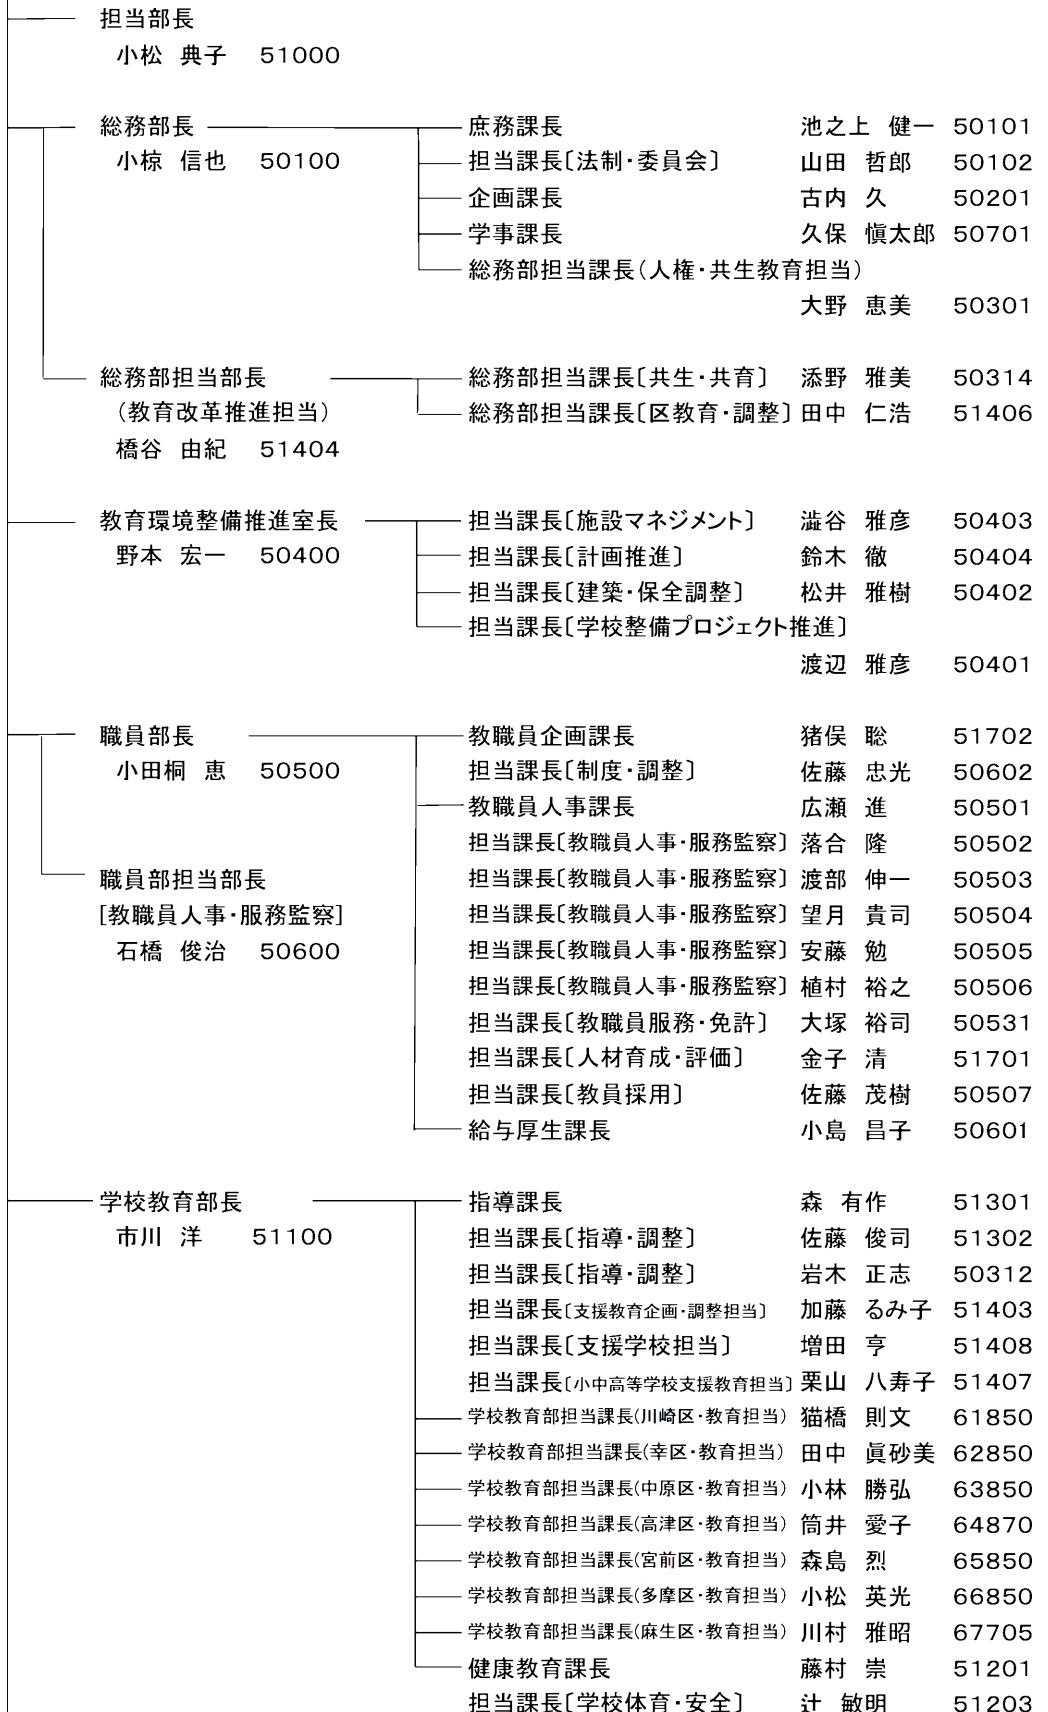 担当部長
小松 典子 51000
総務部長 庶務課長 池之上 健一 50101
小椋 信也 50100 担当課長〔法制・委員会〕 山田 哲郎 50102
企画課長 古内 久 50201
学事課長 久保 愼太郎 50701
総務部担当課長(人権・共生教育担当)
大野 恵美 50301
総務部担当部長 総務部担当課長〔共生・共育〕 添野 雅美 50314
(教育改革推進担当) 総務部担当課長〔区教育・調整〕 田中 仁浩 51406
橋谷 由紀 51404
教育環境整備推進室長 担当課長〔施設マネジメント〕 澁谷 雅彦 50403
野本 宏一 50400 担当課長〔計画推進〕 鈴木 徹 50404
担当課長〔建築・保全調整〕 松井 雅樹 50402
担当課長〔学校整備プロジェクト推進〕
渡辺 雅彦 50401
職員部長 教職員企画課長 猪俣 聡 51702
小田桐 恵 50500 担当課長〔制度・調整〕 佐藤 忠光 50602
教職員人事課長 広瀬 進 50501
担当課長〔教職員人事・服務監察〕 落合 隆 50502
職員部担当部長 担当課長〔教職員人事・服務監察〕 渡部 伸一 50503
[教職員人事・服務監察] 担当課長〔教職員人事・服務監察〕 望月 貴司 50504
石橋 俊治 50600 担当課長〔教職員人事・服務監察〕 安藤 勉 50505
担当課長〔教職員人事・服務監察〕 植村 裕之 50506
担当課長〔教職員服務・免許〕 大塚 裕司 50531
担当課長〔人材育成・評価〕 金子 清 51701
担当課長〔教員採用〕 佐藤 茂樹 50507
給与厚生課長 小島 昌子 50601
学校教育部長 指導課長 森 有作 51301
市川 洋 51100 担当課長〔指導・調整〕 佐藤 俊司 51302
担当課長〔指導・調整〕 岩木 正志 50312
担当課長〔支援教育企画・調整担当〕 加藤 るみ子 51403
担当課長〔支援学校担当〕 増田 亨 51408
担当課長〔小中高等学校支援教育担当〕 栗山 八寿子 51407
学校教育部担当課長(川崎区・教育担当) 猫橋 則文 61850
学校教育部担当課長(幸区・教育担当) 田中 眞砂美 62850
学校教育部担当課長(中原区・教育担当) 小林 勝弘 63850
学校教育部担当課長(高津区・教育担当) 筒井 愛子 64870
学校教育部担当課長(宮前区・教育担当) 森島 烈 65850
学校教育部担当課長(多摩区・教育担当) 小松 英光 66850
学校教育部担当課長(麻生区・教育担当) 川村 雅昭 67705
健康教育課長 藤村 崇 51201
担当課長〔学校体育・安全〕 辻 敏明 51203